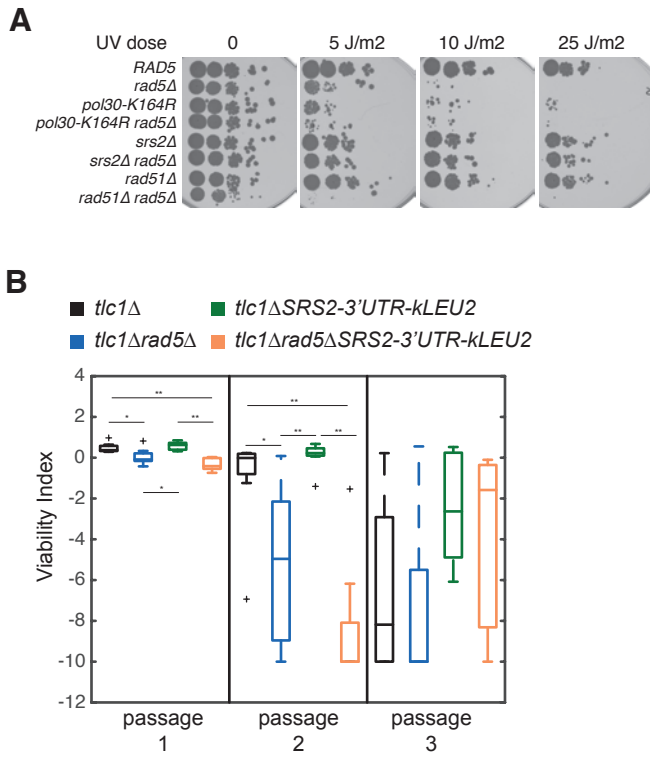 A
UV dose 0 5 J/m2 10 J/m2 25 J/m2
RAD5
rad5Δ
pol30-K164R
pol30-K164R rad5Δ
srs2Δ
srs2Δ rad5Δ
rad51Δ
rad51Δ rad5Δ
B
tlc1Δ tlc1ΔSRS2-3'UTR-kLEU2
tlc1Δrad5Δ tlc1Δrad5ΔSRS2-3'UTR-kLEU2
Viability Index
4
2
0
-2
-4
-6
-8
-10
-12
** * ** *
** * ** **
passage 1
passage 2
passage 3